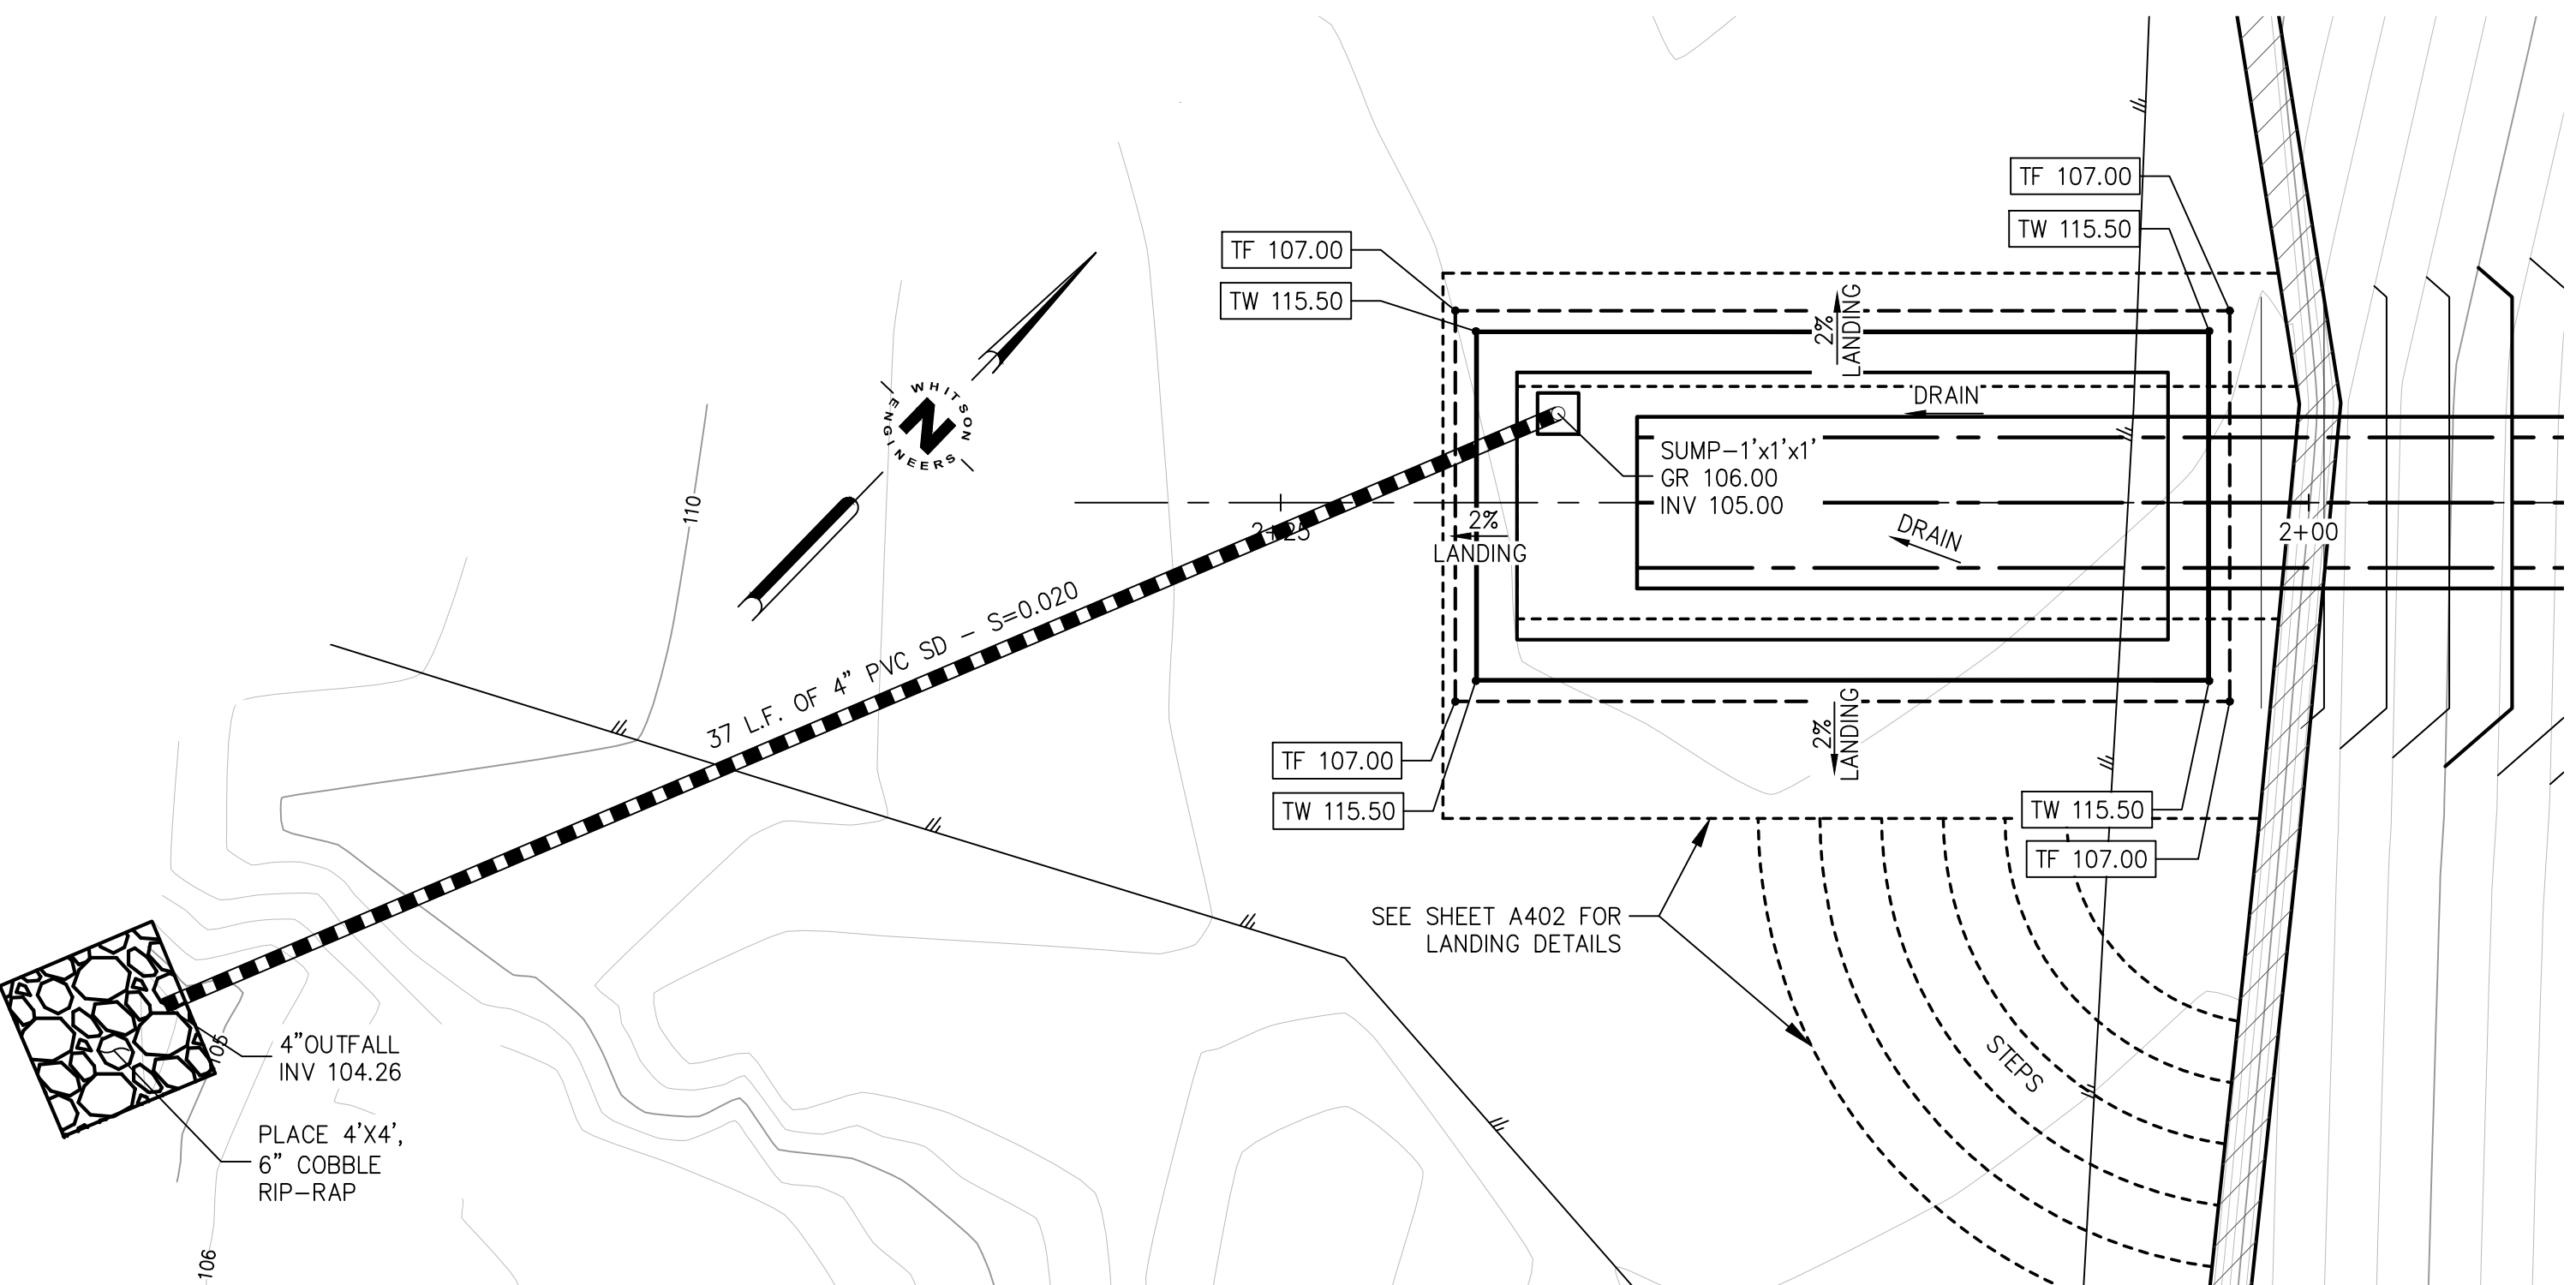 TF 107.00
TW 115.50
TF 107.00
TW 115.50
WHITSON
ENGINEERS
N
2%
LANDING
DRAIN
SUMP-1'x1'x1'
GR 106.00
INV 105.00
110
2+25
2%
LANDING
DRAIN
2+00
37 L.F. OF 4" PVC SD - S=0.020
2%
LANDING
TF 107.00
TW 115.50
TW 115.50
TF 107.00
SEE SHEET A402 FOR
LANDING DETAILS
STEPS
105
4"OUTFALL
INV 104.26
PLACE 4'X4',
6" COBBLE
RIP-RAP
106